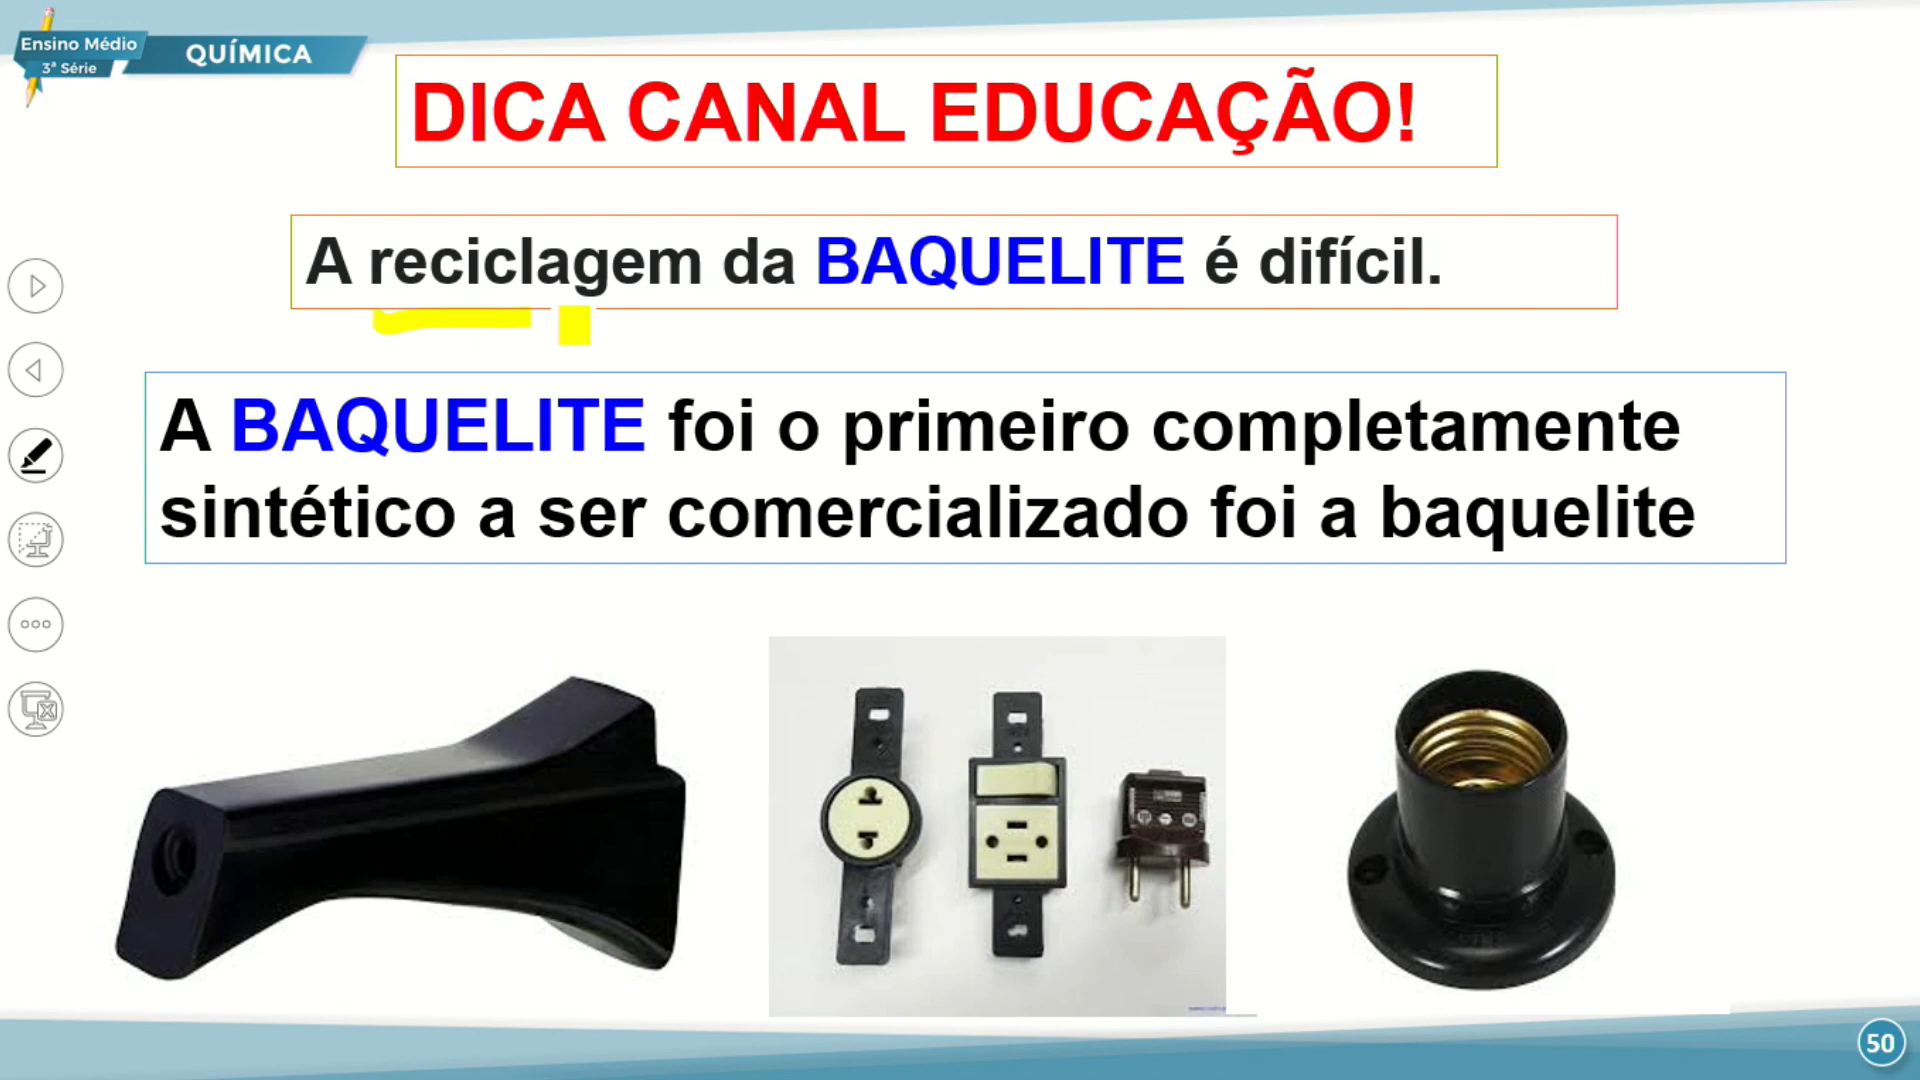 Ensino Médio
3ª Série
QUÍMICA
DICA CANAL EDUCAÇÃO!
A reciclagem da BAQUELITE é difícil.
A BAQUELITE foi o primeiro completamente
sintético a ser comercializado foi a baquelite
50